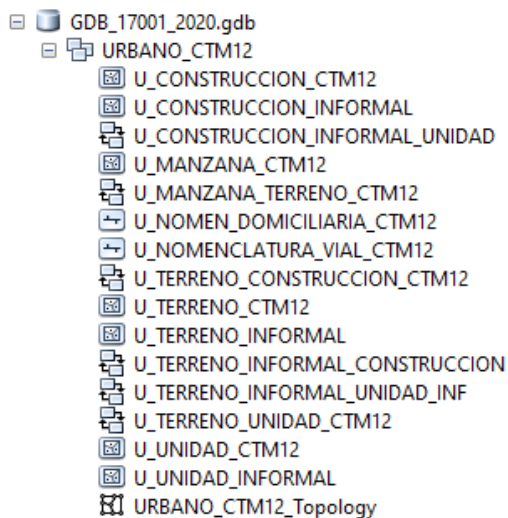 GDB_17001_2020.gdb
URBANO_CTM12
U_CONSTRUCCION_CTM12
U_CONSTRUCCION_INFORMAL
U_CONSTRUCCION_INFORMAL_UNIDAD
U_MANZANA_CTM12
U_MANZANA_TERRENO_CTM12
U_NOMEN_DOMICILIARIA_CTM12
U_NOMENCLATURA_VIAL_CTM12
U_TERRENO_CONSTRUCCION_CTM12
U_TERRENO_CTM12
U_TERRENO_INFORMAL
U_TERRENO_INFORMAL_CONSTRUCCION
U_TERRENO_INFORMAL_UNIDAD_INF
U_TERRENO_UNIDAD_CTM12
U_UNIDAD_CTM12
U_UNIDAD_INFORMAL
URBANO_CTM12_Topology